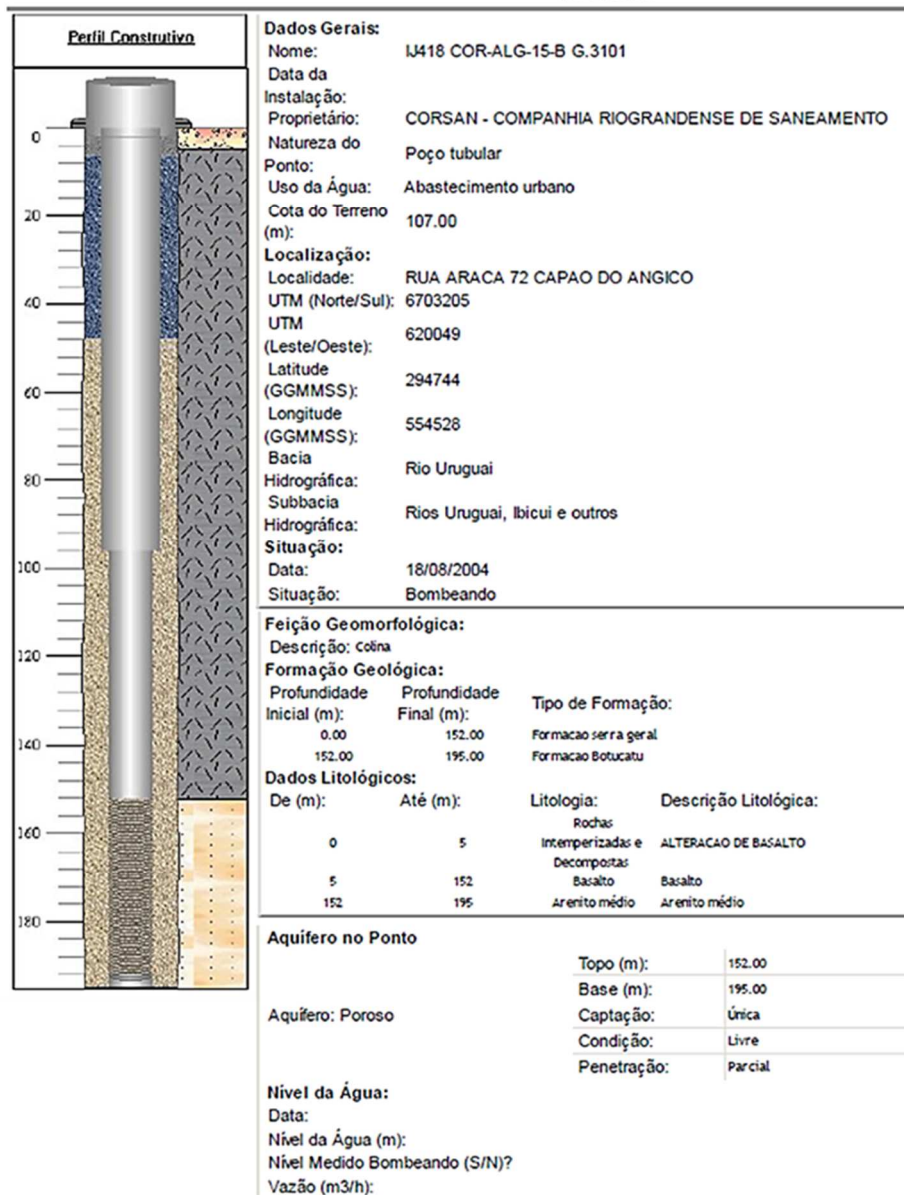 Perfil Construtivo
0
20
40
60
80
100
120
140
160
180
Dados Gerais:
Nome: IJ418 COR-ALG-15-B G.3101
Data da
Instalação:
Proprietário: CORSAN - COMPANHIA RIOGRANDENSE DE SANEAMENTO
Natureza do
Ponto: Poço tubular
Uso da Água: Abastecimento urbano
Cota do Terreno
(m): 107.00
Localização:
Localidade: RUA ARACA 72 CAPAO DO ANGICO
UTM (Norte/Sul): 6703205
UTM
(Leste/Oeste): 620049
Latitude
(GGMMSS): 294744
Longitude
(GGMMSS): 554528
Bacia
Hidrográfica: Rio Uruguai
Subbacia
Hidrográfica: Rios Uruguai, Ibicui e outros
Situação:
Data: 18/08/2004
Situação: Bombeando
Feição Geomorfológica:
Descrição: Colina
Formação Geológica:
Profundidade Profundidade
Inicial (m): Final (m): Tipo de Formação:
0.00 152.00 Formacao serra geral
152.00 195.00 Formacao Botucatu
Dados Litológicos:
De (m): Até (m): Litologia: Descrição Litológica:
Rochas
0 5 Intemperizadas e ALTERACAO DE BASALTO
Decompostas
5 152 Basalto Basalto
152 195 Arenito médio Arenito médio
Aquífero no Ponto
Topo (m): 152.00
Base (m): 195.00
Aquífero: Poroso Captação: Única
Condição: Livre
Penetração: Parcial
Nível da Água:
Data:
Nível da Água (m):
Nível Medido Bombeando (S/N)?
Vazão (m3/h):